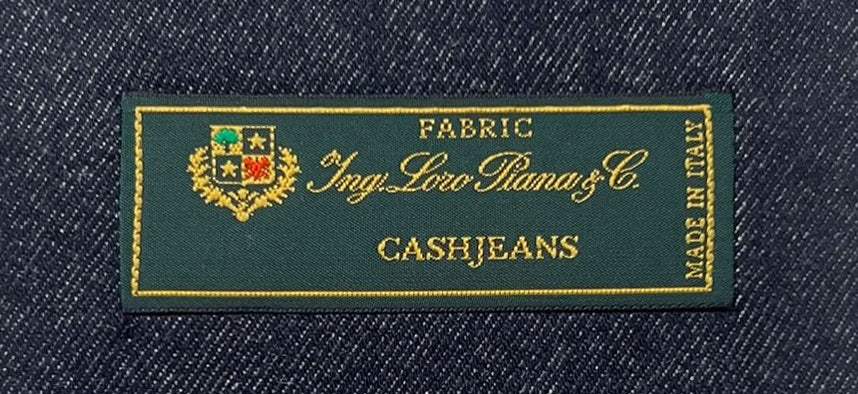 FABRIC
Ing. Loro Piana & C.
CASHJEANS
MADE IN ITALY